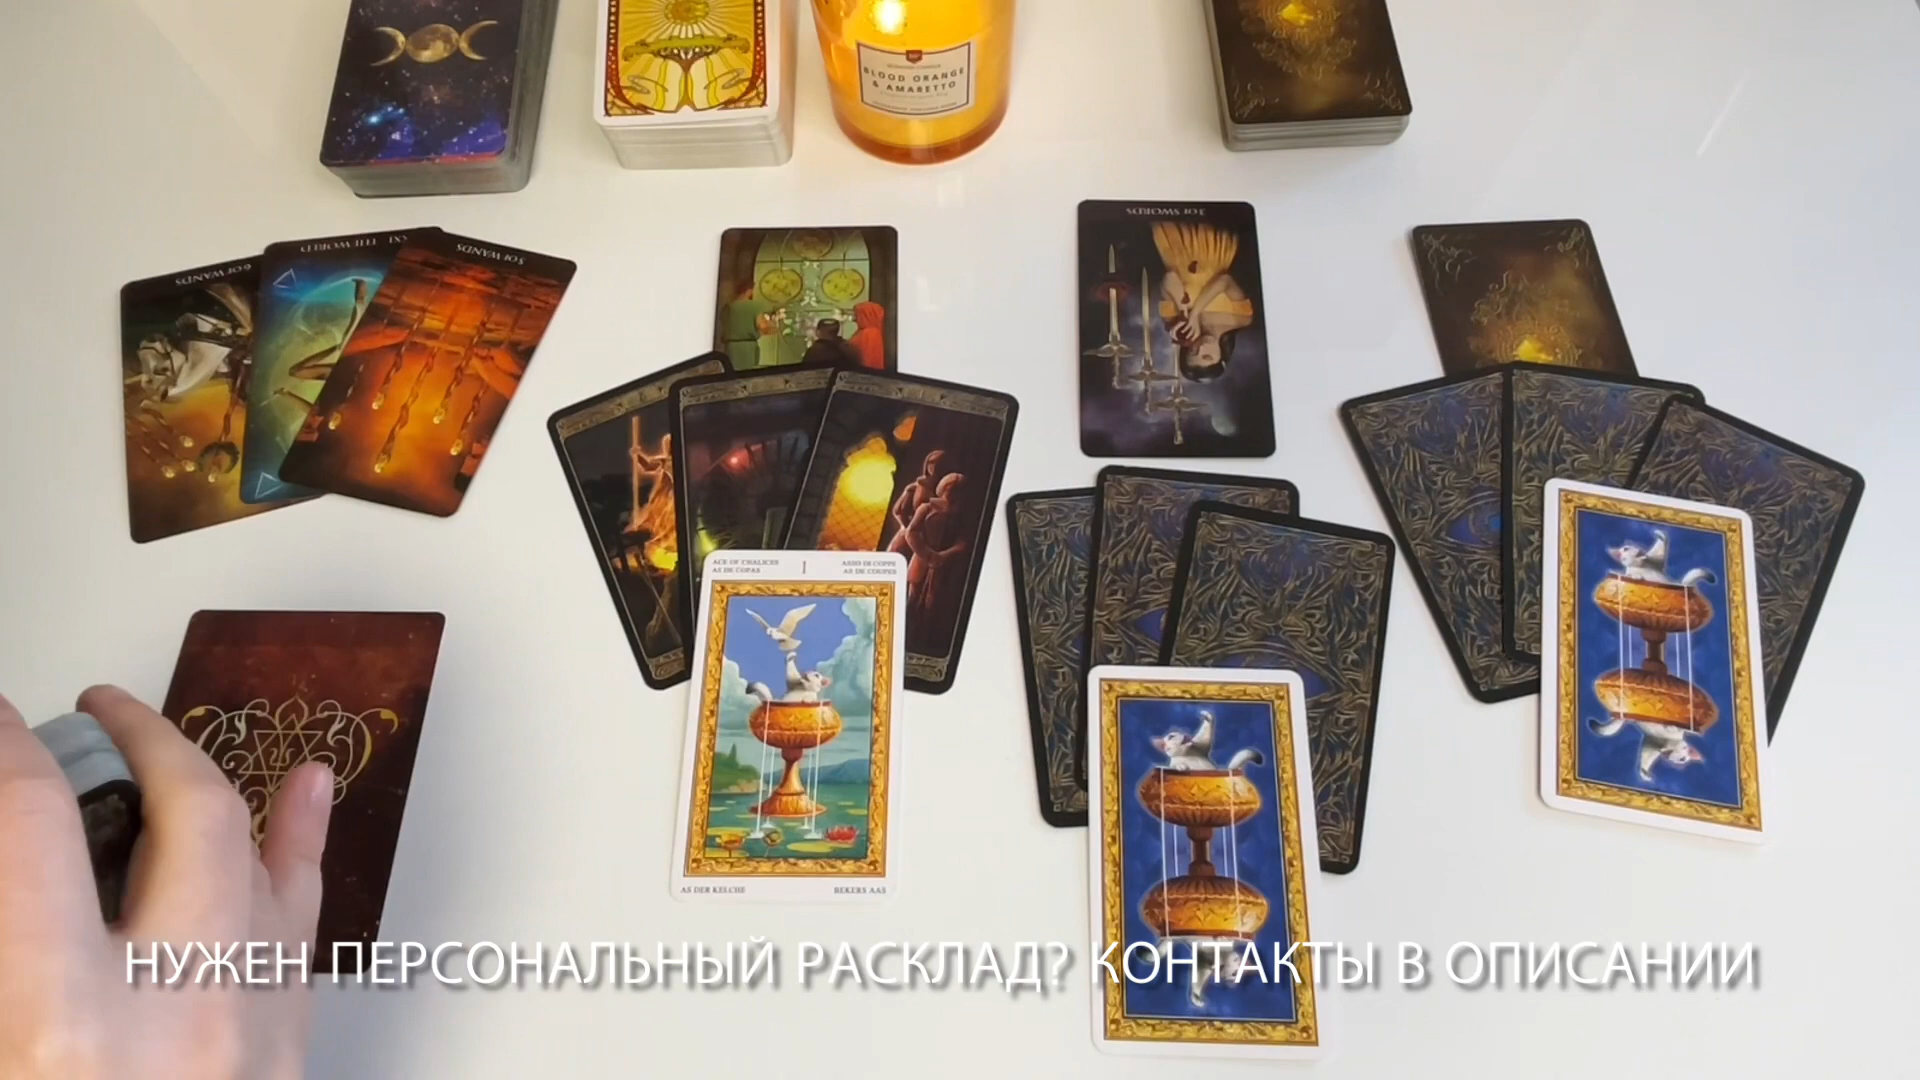 BLOOD ORANGE
& AMARETTO
6 OF WANDS
XXI THE WORLD
5 OF WANDS
3 OF SWORDS
ACE OF CHALICES
AS DE COPAS
1
ASSO DI COPPE
AS DE COUPES
AS DER KELCHE
BEKERS AAS
НУЖЕН ПЕРСОНАЛЬНЫЙ РАСКЛАД? КОНТАКТЫ В ОПИСАНИИ